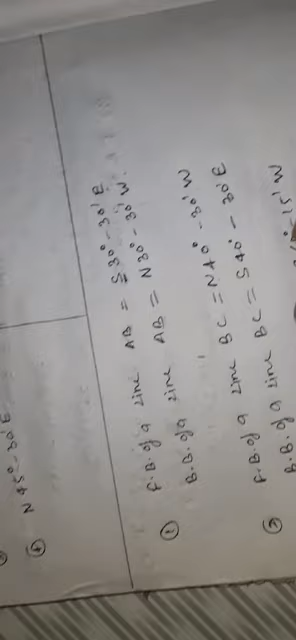 ④ N 45° - 30' E
① F.B. of a Line AB = S 30° - 30' E
B.B. of a Line AB = N 30° - 30' W.
② F.B. of a Line BC = N 40° - 30' W
B.B. of a Line BC = S 40° - 30' E
15' W